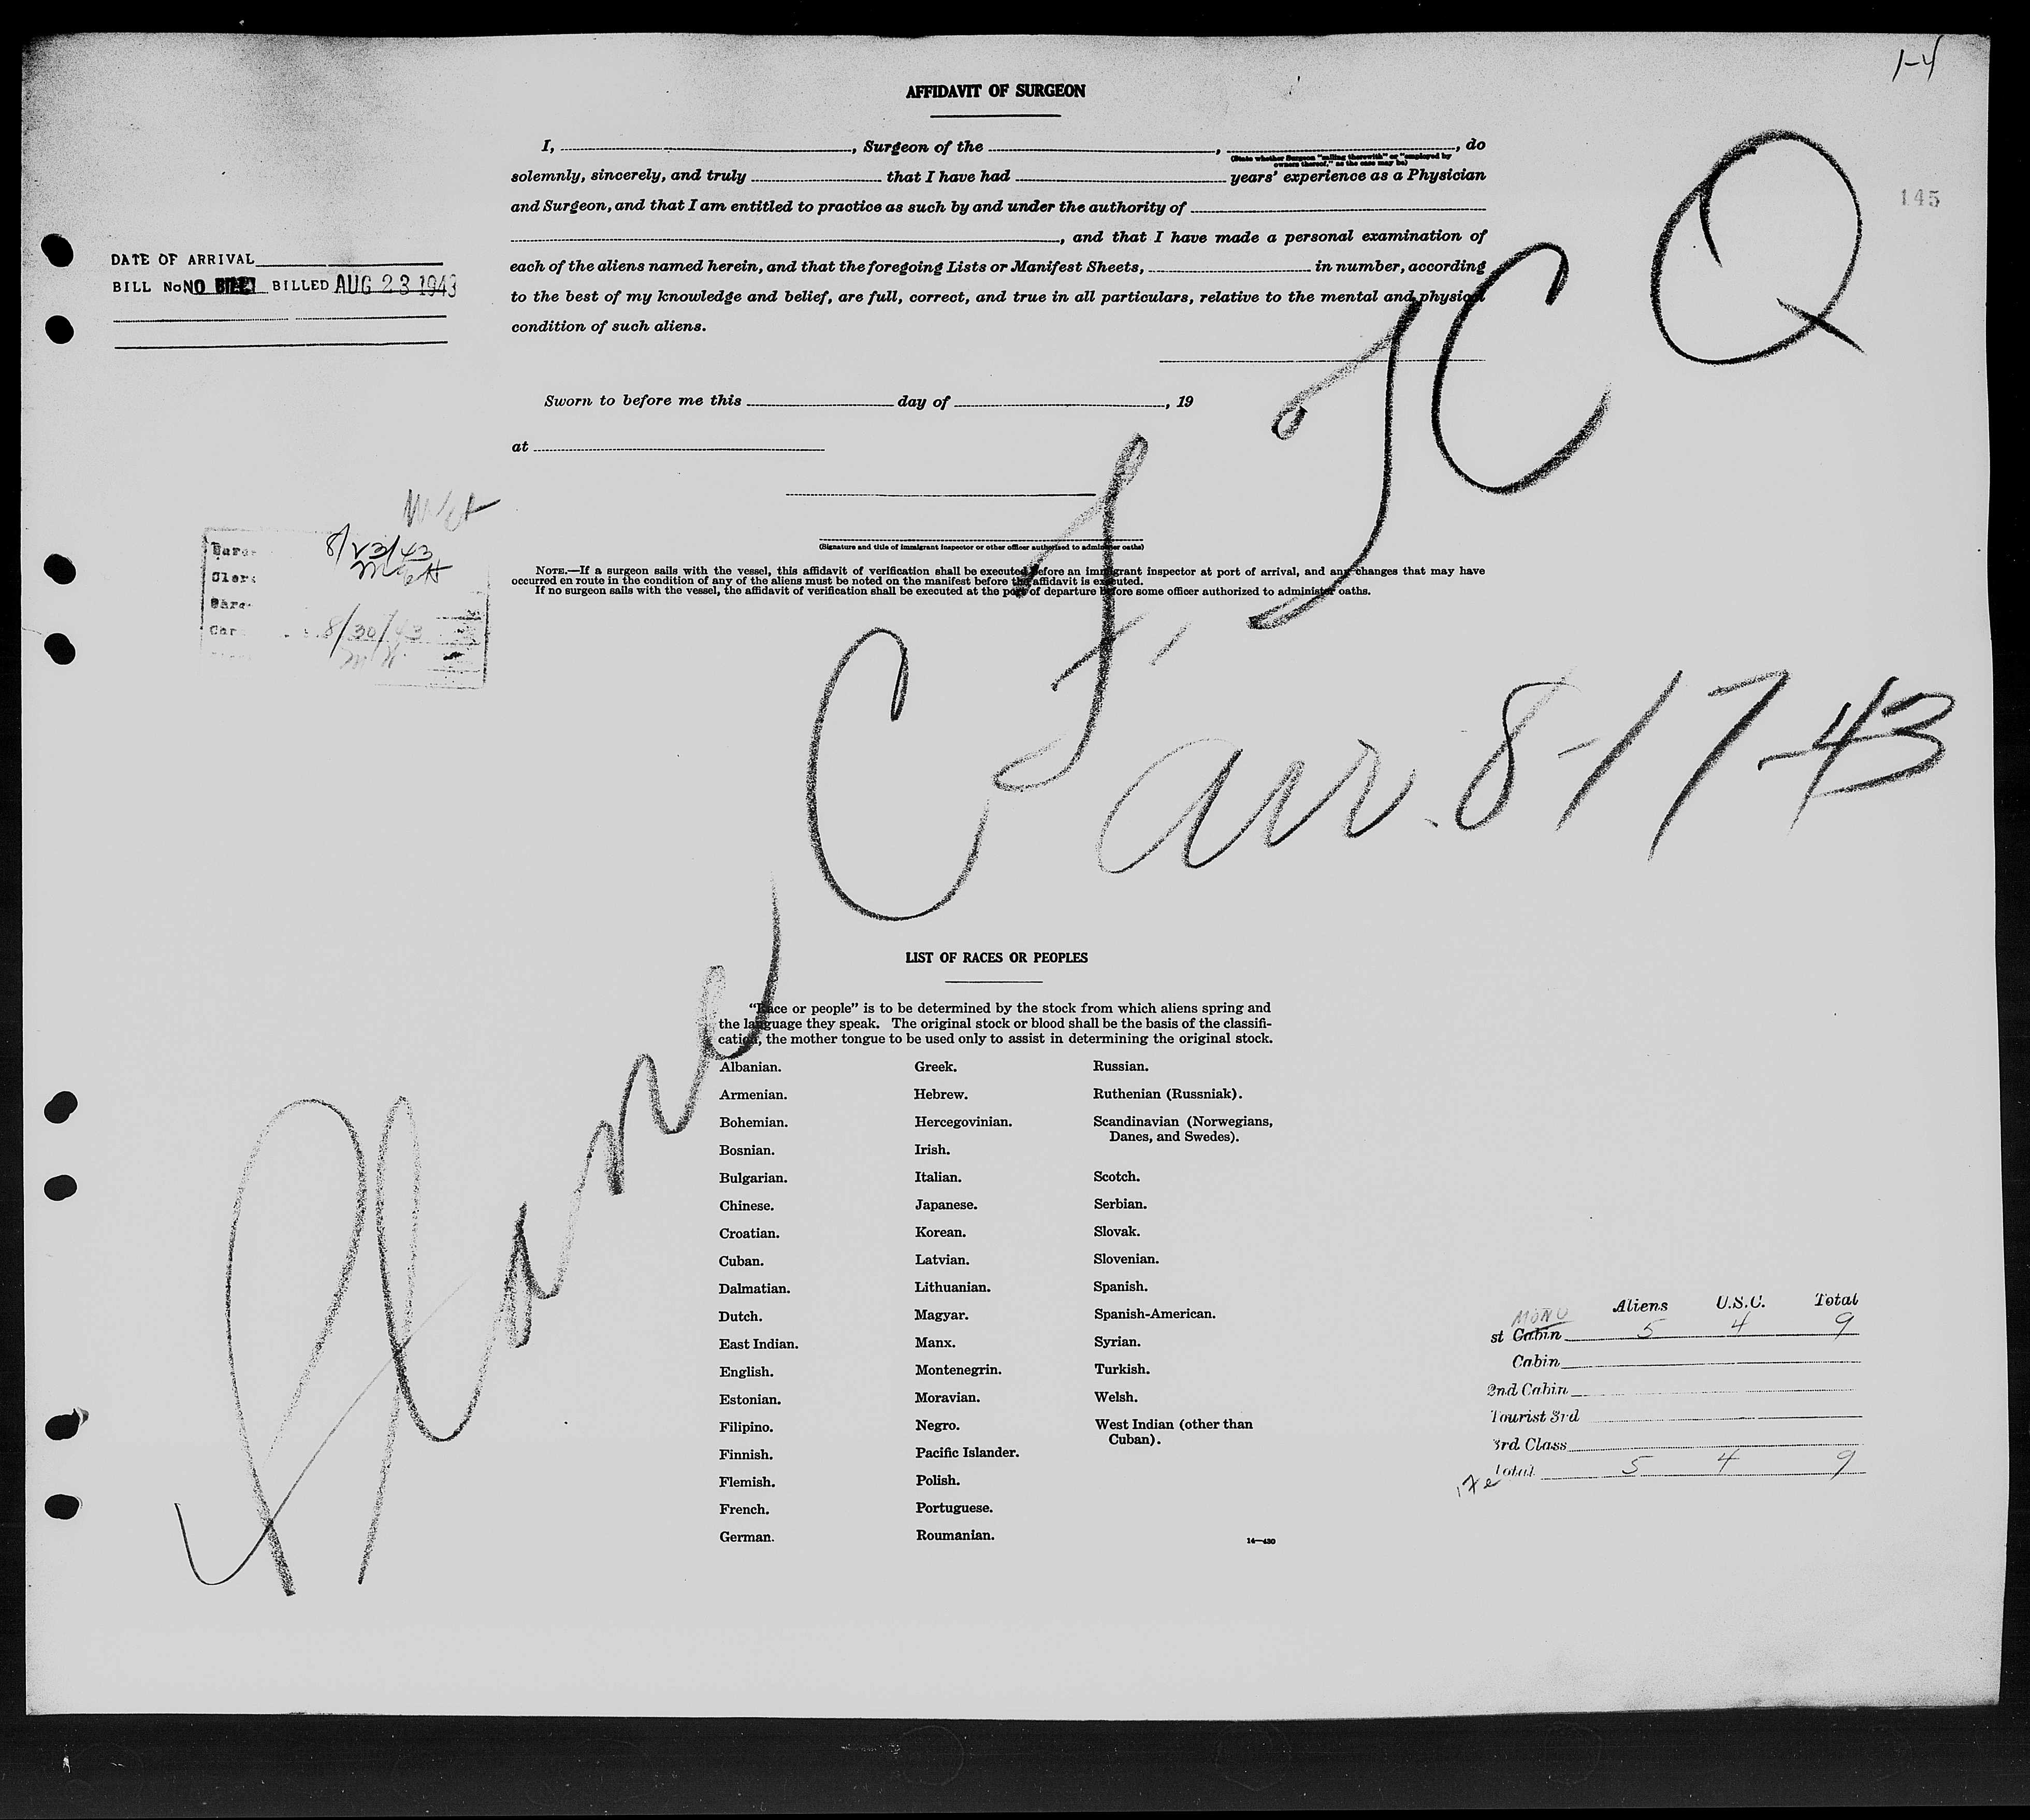 1-4
145
AFFIDAVIT OF SURGEON
I, , Surgeon of the , , do
(State whether Surgeon "sailing therewith" or "employed by
owners thereof," as the case may be)
solemnly, sincerely, and truly that I have had years' experience as a Physician
and Surgeon, and that I am entitled to practice as such by and under the authority of
, and that I have made a personal examination of
each of the aliens named herein, and that the foregoing Lists or Manifest Sheets, in number, according
to the best of my knowledge and belief, are full, correct, and true in all particulars, relative to the mental and physical
condition of such aliens.
Sworn to before me this day of , 19
at
(Signature and title of immigrant inspector or other officer authorized to administer oaths)
NOTE.—If a surgeon sails with the vessel, this affidavit of verification shall be executed before an immigrant inspector at port of arrival, and any changes that may have
occurred en route in the condition of any of the aliens must be noted on the manifest before the affidavit is executed.
If no surgeon sails with the vessel, the affidavit of verification shall be executed at the port of departure before some officer authorized to administer oaths.
DATE OF ARRIVAL
BILL No NO BILL BILLED AUG 23 1943
8/23/43
8/30/43
Plane CF-TCQ
arr. 8-17-43
LIST OF RACES OR PEOPLES
"Race or people" is to be determined by the stock from which aliens spring and
the language they speak. The original stock or blood shall be the basis of the classifi-
cation, the mother tongue to be used only to assist in determining the original stock.
Albanian. Greek. Russian.
Armenian. Hebrew. Ruthenian (Russniak).
Bohemian. Hercegovinian. Scandinavian (Norwegians,
Danes, and Swedes).
Bosnian. Irish.
Bulgarian. Italian. Scotch.
Chinese. Japanese. Serbian.
Croatian. Korean. Slovak.
Cuban. Latvian. Slovenian.
Dalmatian. Lithuanian. Spanish.
Dutch. Magyar. Spanish-American.
East Indian. Manx. Syrian.
English. Montenegrin. Turkish.
Estonian. Moravian. Welsh.
Filipino. Negro. West Indian (other than
Cuban).
Finnish. Pacific Islander.
Flemish. Polish.
French. Portuguese.
German. Roumanian.
14—430
Aliens U.S.C. Total
MONO
st Cabin 5 4 9
Cabin
2nd Cabin
Tourist 3rd
3rd Class
Total 5 4 9